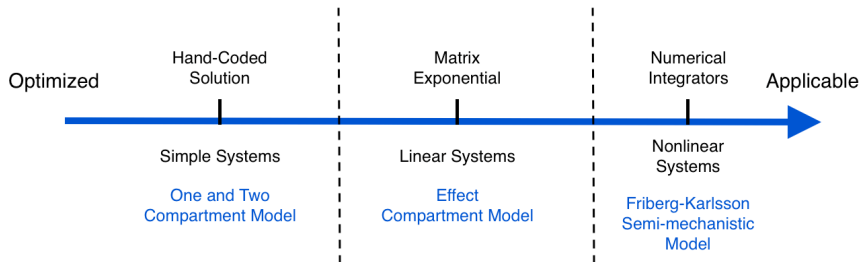 Optimized
Hand-Coded
Solution
Matrix
Exponential
Numerical
Integrators
Applicable
Simple Systems
Linear Systems
Nonlinear
Systems
One and Two
Compartment Model
Effect
Compartment Model
Friberg-Karlsson
Semi-mechanistic
Model